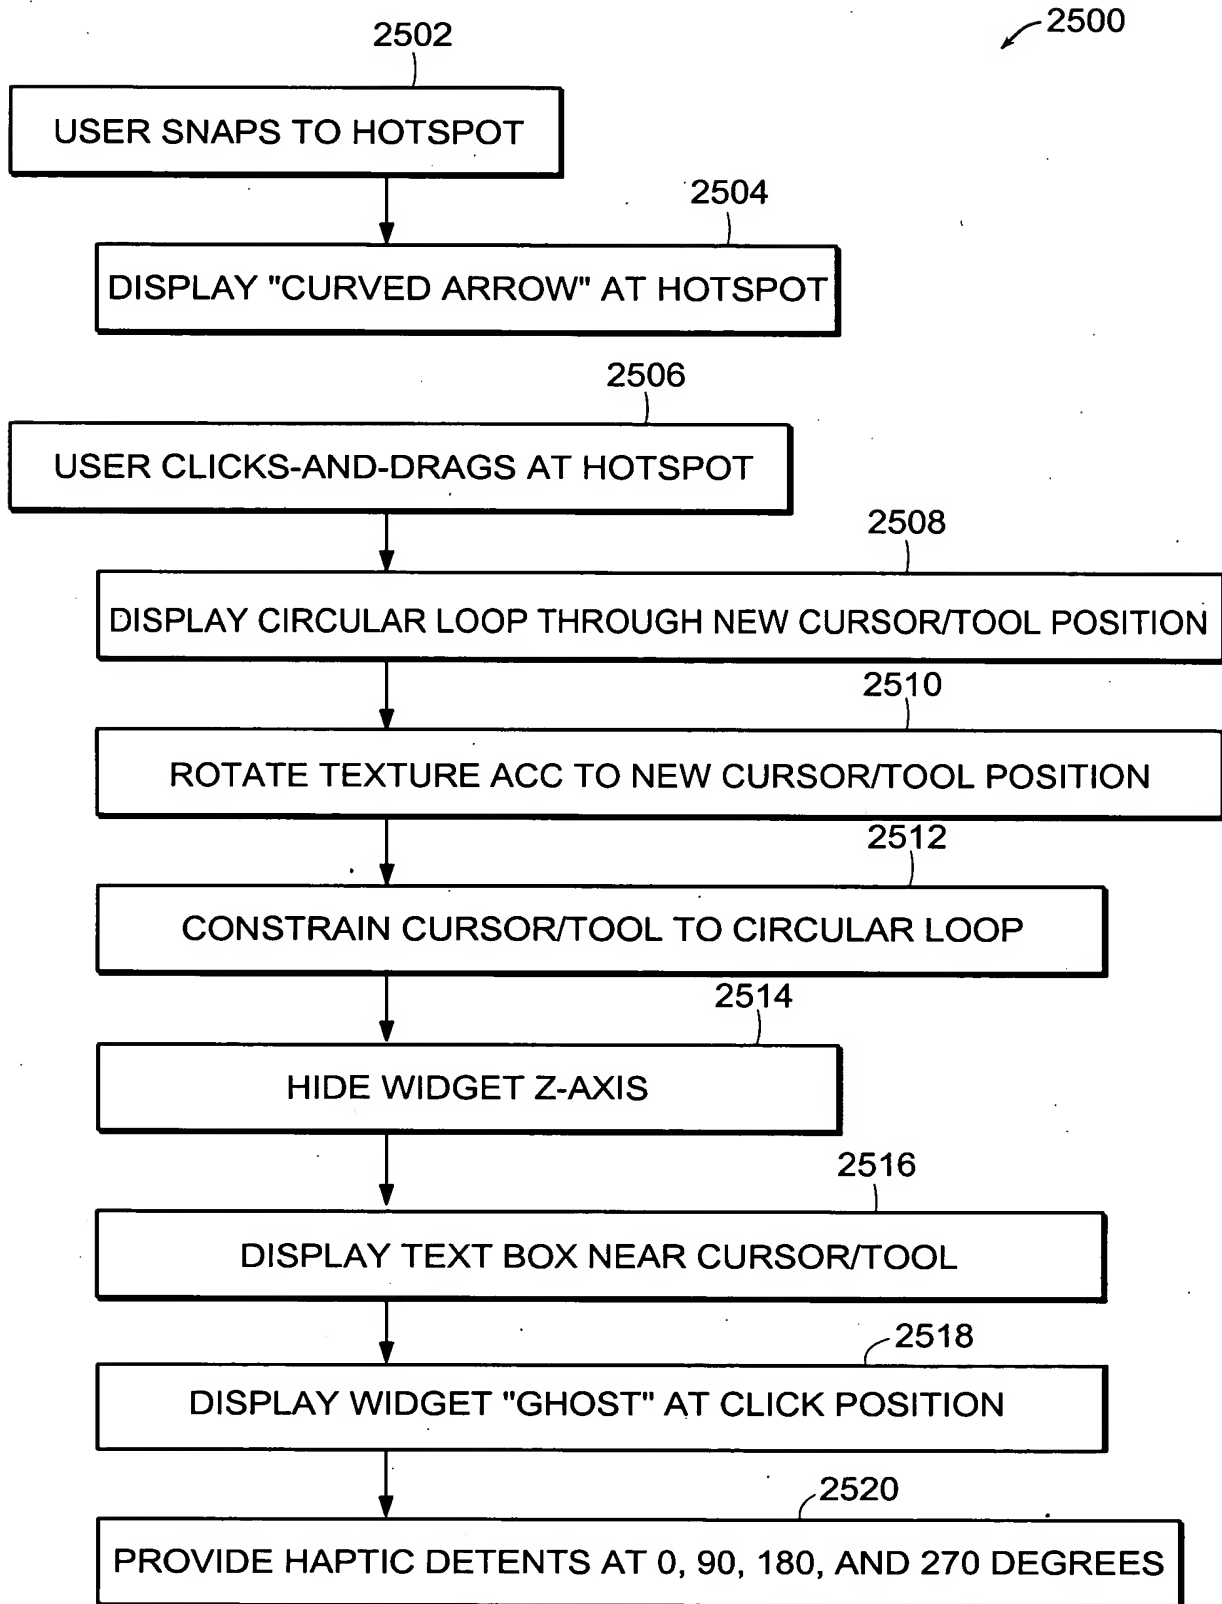 2500
2502
USER SNAPS TO HOTSPOT
2504
DISPLAY "CURVED ARROW" AT HOTSPOT
2506
USER CLICKS-AND-DRAGS AT HOTSPOT
2508
DISPLAY CIRCULAR LOOP THROUGH NEW CURSOR/TOOL POSITION
2510
ROTATE TEXTURE ACC TO NEW CURSOR/TOOL POSITION
2512
CONSTRAIN CURSOR/TOOL TO CIRCULAR LOOP
2514
HIDE WIDGET Z-AXIS
2516
DISPLAY TEXT BOX NEAR CURSOR/TOOL
2518
DISPLAY WIDGET "GHOST" AT CLICK POSITION
2520
PROVIDE HAPTIC DETENTS AT 0, 90, 180, AND 270 DEGREES